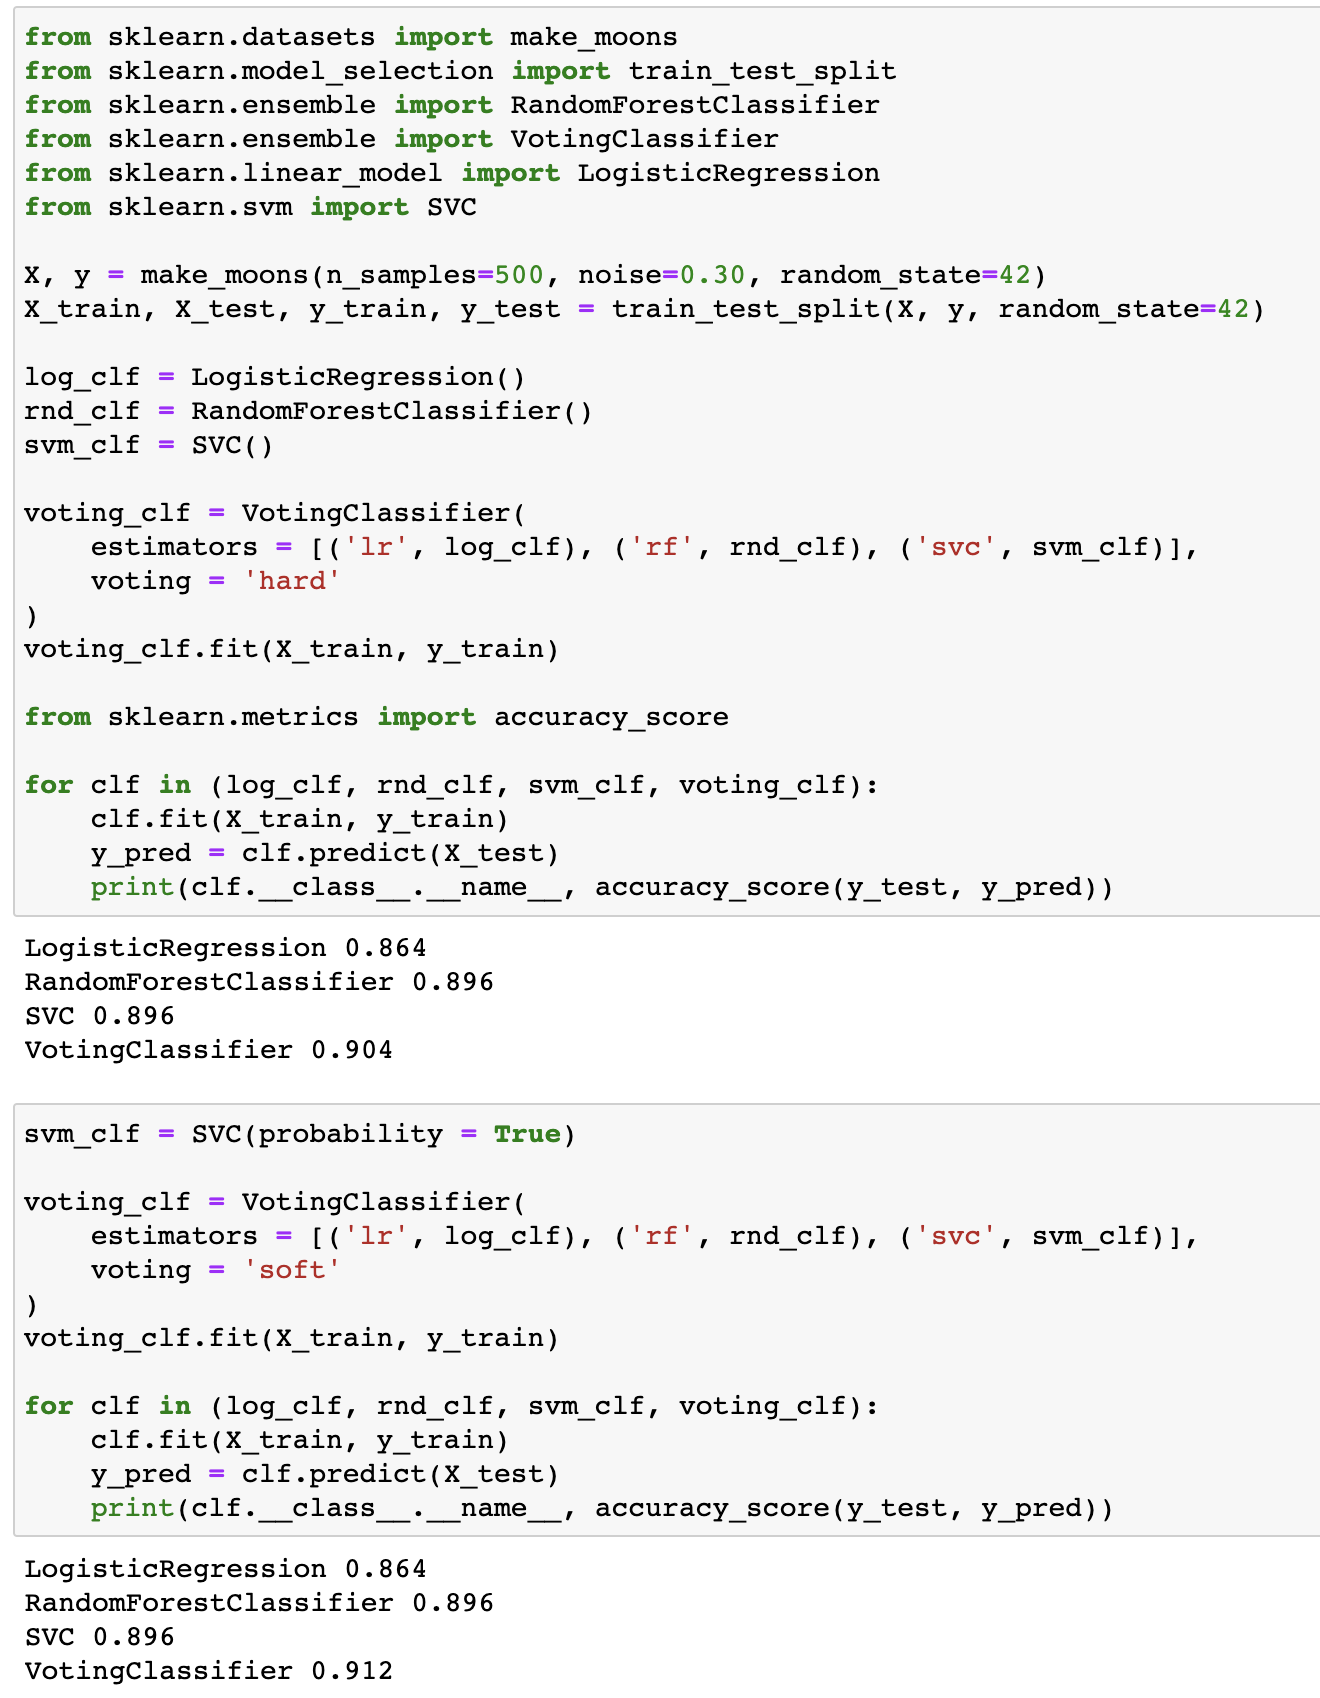 from sklearn.datasets import make_moons
from sklearn.model_selection import train_test_split
from sklearn.ensemble import RandomForestClassifier
from sklearn.ensemble import VotingClassifier
from sklearn.linear_model import LogisticRegression
from sklearn.svm import SVC

X, y = make_moons(n_samples=500, noise=0.30, random_state=42)
X_train, X_test, y_train, y_test = train_test_split(X, y, random_state=42)

log_clf = LogisticRegression()
rnd_clf = RandomForestClassifier()
svm_clf = SVC()

voting_clf = VotingClassifier(
    estimators = [('lr', log_clf), ('rf', rnd_clf), ('svc', svm_clf)],
    voting = 'hard'
)
voting_clf.fit(X_train, y_train)

from sklearn.metrics import accuracy_score

for clf in (log_clf, rnd_clf, svm_clf, voting_clf):
    clf.fit(X_train, y_train)
    y_pred = clf.predict(X_test)
    print(clf.__class__.__name__, accuracy_score(y_test, y_pred))

LogisticRegression 0.864
RandomForestClassifier 0.896
SVC 0.896
VotingClassifier 0.904

svm_clf = SVC(probability = True)

voting_clf = VotingClassifier(
    estimators = [('lr', log_clf), ('rf', rnd_clf), ('svc', svm_clf)],
    voting = 'soft'
)
voting_clf.fit(X_train, y_train)

for clf in (log_clf, rnd_clf, svm_clf, voting_clf):
    clf.fit(X_train, y_train)
    y_pred = clf.predict(X_test)
    print(clf.__class__.__name__, accuracy_score(y_test, y_pred))

LogisticRegression 0.864
RandomForestClassifier 0.896
SVC 0.896
VotingClassifier 0.912